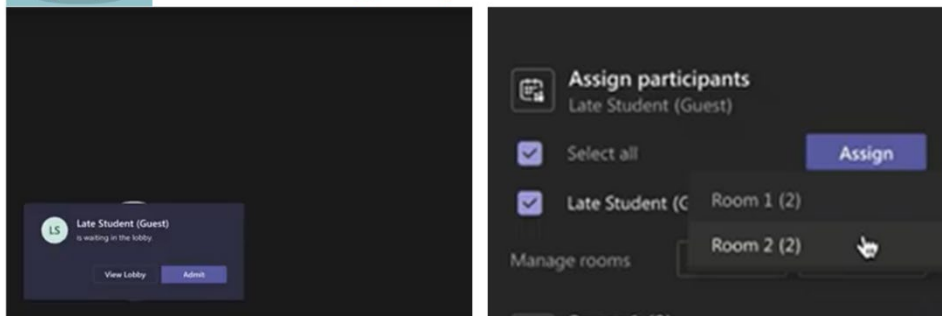 LS
Late Student (Guest)
is waiting in the lobby.
View Lobby Admit
Assign participants
Late Student (Guest)
Select all Assign
Late Student (G
Room 1 (2)
Room 2 (2)
Manage rooms